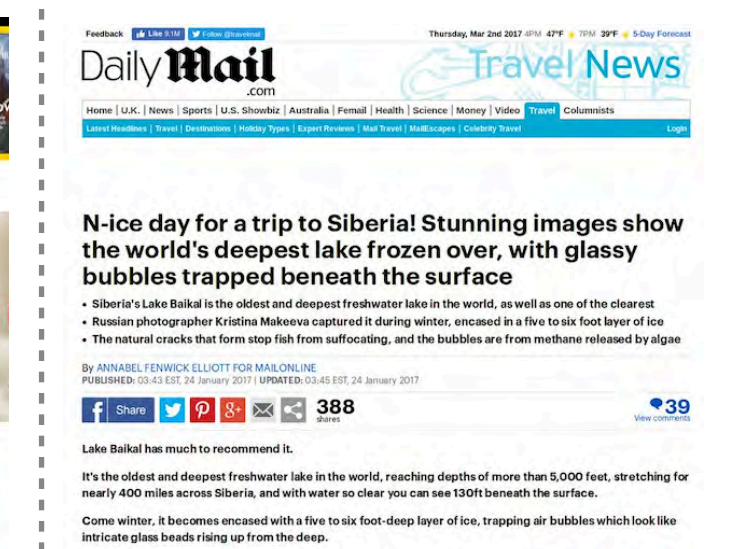 Feedback Like 9.1M Follow @travelmail Thursday, Mar 2nd 2017 4PM 47°F 7PM 39°F 5-Day Forecast
Daily Mail
.com
Travel News
Home | U.K. | News | Sports | U.S. Showbiz | Australia | Femail | Health | Science | Money | Video | Travel | Columnists
Latest Headlines | Travel | Destinations | Holiday Types | Expert Reviews | Mail Travel | MailEscapes | Celebrity Travel Login
N-ice day for a trip to Siberia! Stunning images show
the world's deepest lake frozen over, with glassy
bubbles trapped beneath the surface
• Siberia's Lake Baikal is the oldest and deepest freshwater lake in the world, as well as one of the clearest
• Russian photographer Kristina Makeeva captured it during winter, encased in a five to six foot layer of ice
• The natural cracks that form stop fish from suffocating, and the bubbles are from methane released by algae
By ANNABEL FENWICK ELLIOTT FOR MAILONLINE
PUBLISHED: 03:43 EST, 24 January 2017 | UPDATED: 03:45 EST, 24 January 2017
f Share 8+ 388
shares
39
View comments
Lake Baikal has much to recommend it.
It's the oldest and deepest freshwater lake in the world, reaching depths of more than 5,000 feet, stretching for
nearly 400 miles across Siberia, and with water so clear you can see 130ft beneath the surface.
Come winter, it becomes encased with a five to six foot-deep layer of ice, trapping air bubbles which look like
intricate glass beads rising up from the deep.